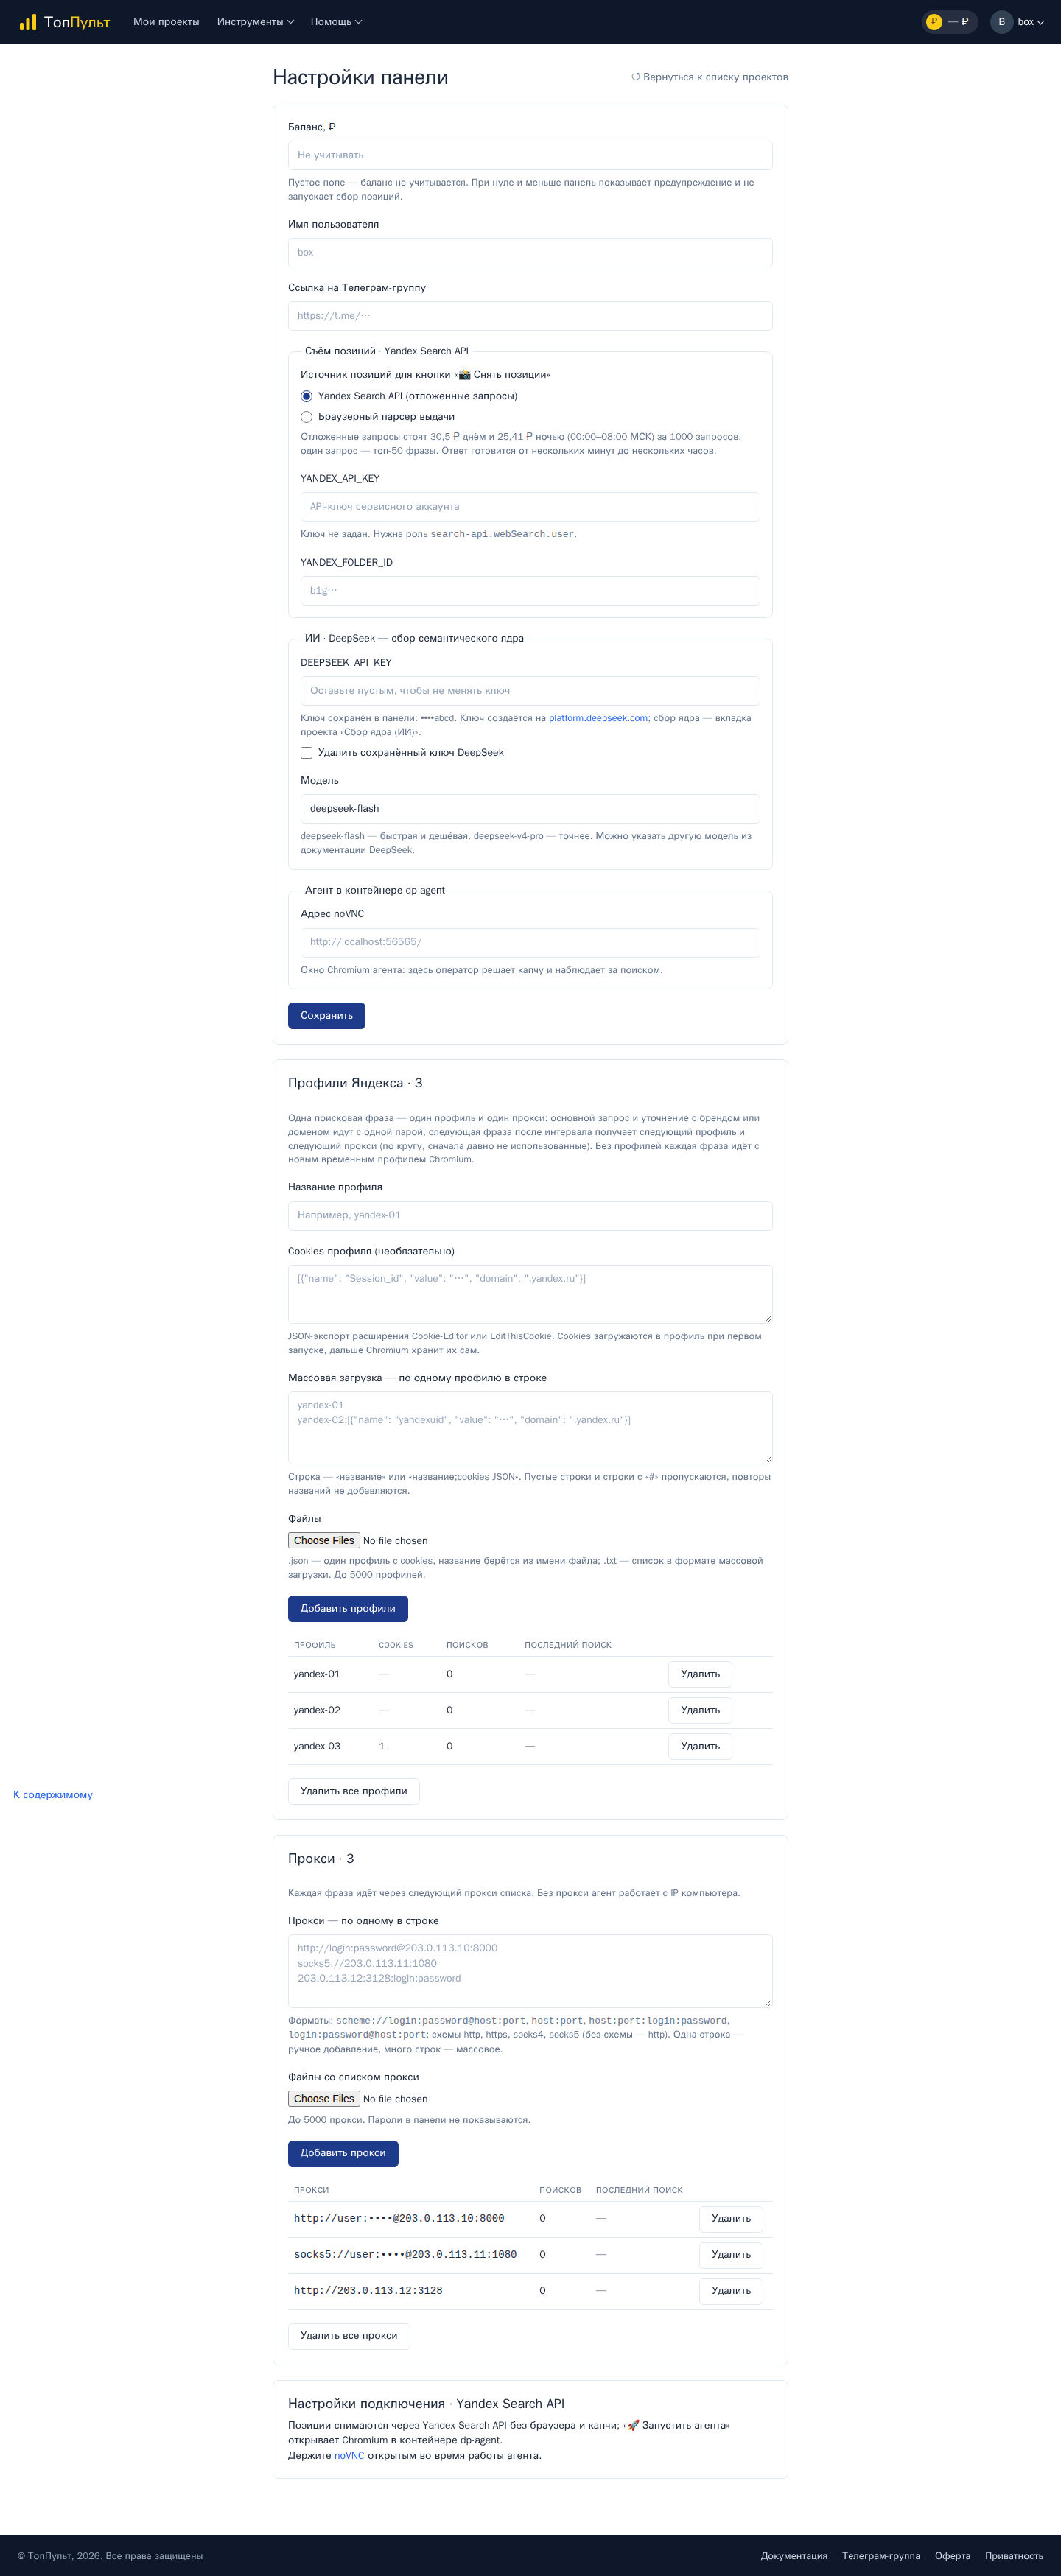 ТопПульт
Мои проекты
Инструменты
Помощь
₽ — ₽
B box
Настройки панели
Вернуться к списку проектов
Баланс, ₽
Не учитывать
Пустое поле — баланс не учитывается. При нуле и меньше панель показывает предупреждение и не
запускает сбор позиций.
Имя пользователя
box
Ссылка на Телеграм-группу
https://t.me/…
Съём позиций · Yandex Search API
Источник позиций для кнопки «📸 Снять позиции»
Yandex Search API (отложенные запросы)
Браузерный парсер выдачи
Отложенные запросы стоят 30,5 ₽ днём и 25,41 ₽ ночью (00:00–08:00 МСК) за 1000 запросов,
один запрос — топ-50 фразы. Ответ готовится от нескольких минут до нескольких часов.
YANDEX_API_KEY
API-ключ сервисного аккаунта
Ключ не задан. Нужна роль search-api.webSearch.user.
YANDEX_FOLDER_ID
b1g…
ИИ · DeepSeek — сбор семантического ядра
DEEPSEEK_API_KEY
Оставьте пустым, чтобы не менять ключ
Ключ сохранён в панели: ••••abcd. Ключ создаётся на platform.deepseek.com; сбор ядра — вкладка
проекта «Сбор ядра (ИИ)».
Удалить сохранённый ключ DeepSeek
Модель
deepseek-flash
deepseek-flash — быстрая и дешёвая, deepseek-v4-pro — точнее. Можно указать другую модель из
документации DeepSeek.
Агент в контейнере dp-agent
Адрес noVNC
http://localhost:56565/
Окно Chromium агента: здесь оператор решает капчу и наблюдает за поиском.
Сохранить
Профили Яндекса · 3
Одна поисковая фраза — один профиль и один прокси: основной запрос и уточнение с брендом или
доменом идут с одной парой, следующая фраза после интервала получает следующий профиль и
следующий прокси (по кругу, сначала давно не использованные). Без профилей каждая фраза идёт с
новым временным профилем Chromium.
Название профиля
Например, yandex-01
Cookies профиля (необязательно)
[{"name": "Session_id", "value": "…", "domain": ".yandex.ru"}]
JSON-экспорт расширения Cookie-Editor или EditThisCookie. Cookies загружаются в профиль при первом
запуске, дальше Chromium хранит их сам.
Массовая загрузка — по одному профилю в строке
yandex-01
yandex-02;[{"name": "yandexuid", "value": "…", "domain": ".yandex.ru"}]
Строка — «название» или «название;cookies JSON». Пустые строки и строки с «#» пропускаются, повторы
названий не добавляются.
Файлы
Choose Files No file chosen
.json — один профиль с cookies, название берётся из имени файла; .txt — список в формате массовой
загрузки. До 5000 профилей.
Добавить профили
ПРОФИЛЬ COOKIES ПОИСКОВ ПОСЛЕДНИЙ ПОИСК
yandex-01 — 0 — Удалить
yandex-02 — 0 — Удалить
yandex-03 1 0 — Удалить
Удалить все профили
К содержимому
Прокси · 3
Каждая фраза идёт через следующий прокси списка. Без прокси агент работает с IP компьютера.
Прокси — по одному в строке
http://login:password@203.0.113.10:8000
socks5://203.0.113.11:1080
203.0.113.12:3128:login:password
Форматы: scheme://login:password@host:port, host:port, host:port:login:password,
login:password@host:port; схемы http, https, socks4, socks5 (без схемы — http). Одна строка —
ручное добавление, много строк — массовое.
Файлы со списком прокси
Choose Files No file chosen
До 5000 прокси. Пароли в панели не показываются.
Добавить прокси
ПРОКСИ ПОИСКОВ ПОСЛЕДНИЙ ПОИСК
http://user:••••@203.0.113.10:8000 0 — Удалить
socks5://user:••••@203.0.113.11:1080 0 — Удалить
http://203.0.113.12:3128 0 — Удалить
Удалить все прокси
Настройки подключения · Yandex Search API
Позиции снимаются через Yandex Search API без браузера и капчи; «🚀 Запустить агента»
открывает Chromium в контейнере dp-agent.
Держите noVNC открытым во время работы агента.
© ТопПульт, 2026. Все права защищены
Документация
Телеграм-группа
Оферта
Приватность